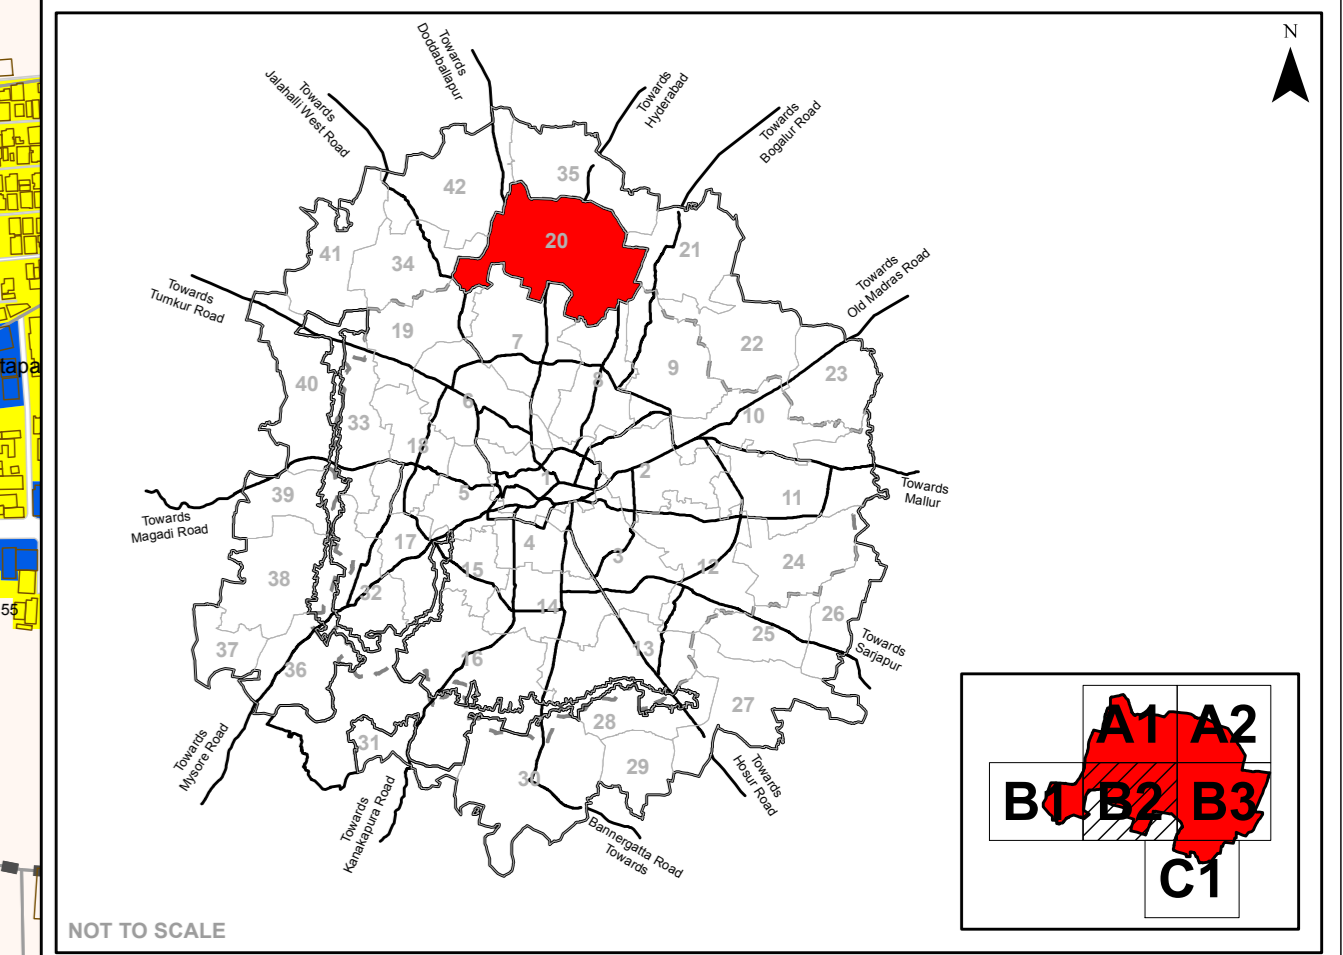 N
Towards
Doddaballapur
Towards
Jalahalli West Road
Towards
Hyderabad
Towards
Bogalur Road
35
42
20
21
41
34
Towards
Old Madras Road
Towards
Tumkur Road
19
7
22
tapa
9
23
8
40
6
10
33
18
2
1
Towards
Mallur
39
5
11
Towards
Magadi Road
17
4
3
24
15
12
38
32
14
26
55
25
Towards
Sarjapur
13
37
16
36
27
28
31
Towards
Mysore Road
29
30
Towards
Hosur Road
Towards
Kanakapura Road
Bannergatta Road
Towards
A1
A2
B1
B2
B3
C1
NOT TO SCALE